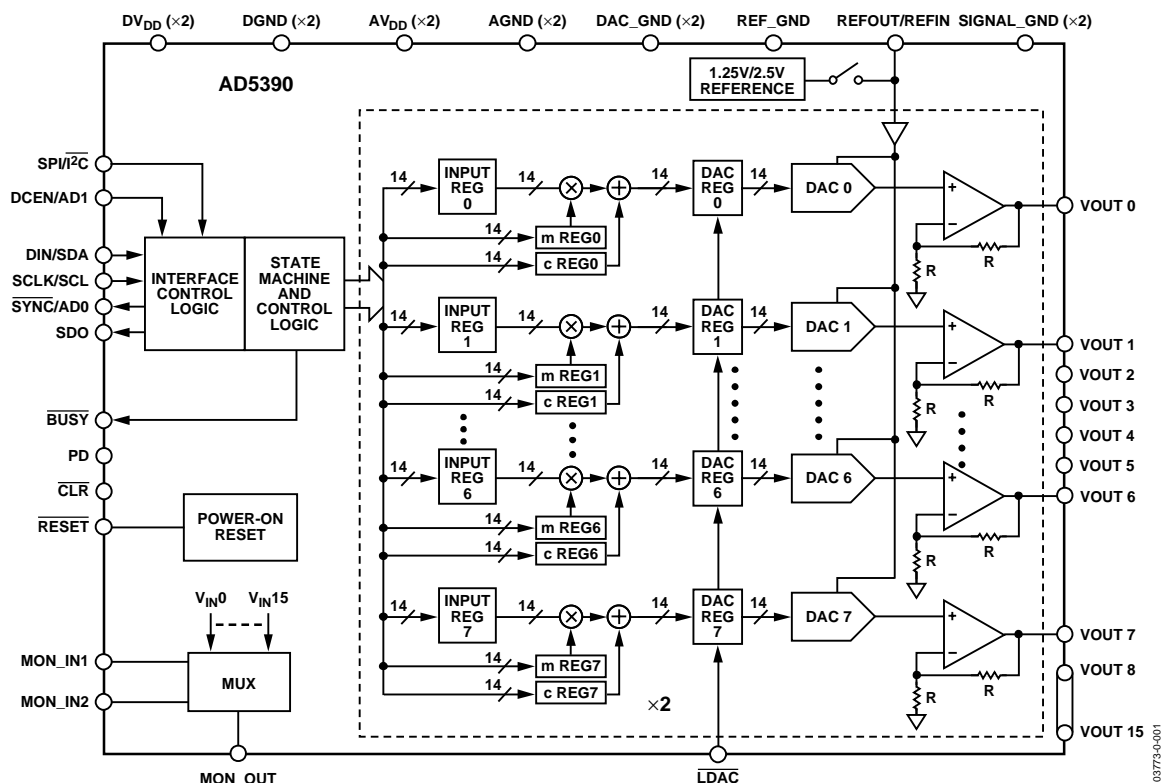 DVDD (×2) DGND (×2) AVDD (×2) AGND (×2) DAC_GND (×2) REF_GND REFOUT/REFIN SIGNAL_GND (×2)
AD5390
1.25V/2.5V
REFERENCE
SPI/I2C
DCEN/AD1
DIN/SDA
SCLK/SCL
SYNC/AD0
SDO
BUSY
PD
CLR
RESET
MON_IN1
MON_IN2
INTERFACE
CONTROL
LOGIC
STATE
MACHINE
AND
CONTROL
LOGIC
POWER-ON
RESET
VIN0 VIN15
MUX
MON_OUT
14 INPUT
REG
0 14 × + 14 DAC
REG
0 14 DAC 0 + − R R VOUT 0
14 m REG0
14 c REG0
14 INPUT
REG
1 14 × + 14 DAC
REG
1 14 DAC 1 + − R R VOUT 1
14 m REG1
14 c REG1
VOUT 2
VOUT 3
VOUT 4
VOUT 5
14 INPUT
REG
6 14 × + 14 DAC
REG
6 14 DAC 6 + − R R VOUT 6
14 m REG6
14 c REG6
14 INPUT
REG
7 14 × + 14 DAC
REG
7 14 DAC 7 + − R R VOUT 7
14 m REG7
14 c REG7
×2
VOUT 8
VOUT 15
LDAC
03773-0-001